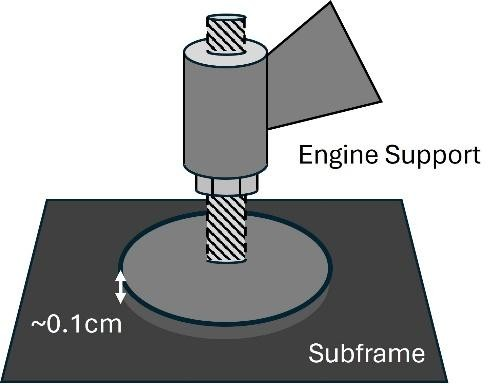 Engine Support
~0.1cm
Subframe